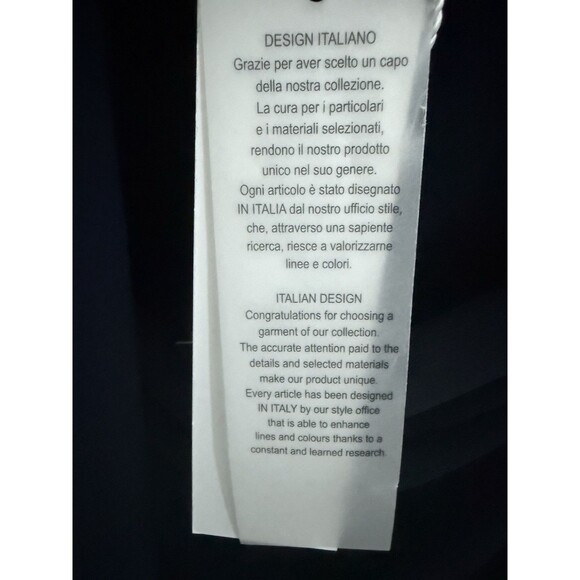 DESIGN ITALIANO
Grazie per aver scelto un capo
della nostra collezione.
La cura per i particolari
e i materiali selezionati,
rendono il nostro prodotto
unico nel suo genere.
Ogni articolo è stato disegnato
IN ITALIA dal nostro ufficio stile,
che, attraverso una sapiente
ricerca, riesce a valorizzarne
linee e colori.
ITALIAN DESIGN
Congratulations for choosing a
garment of our collection.
The accurate attention paid to the
details and selected materials
make our product unique.
Every article has been designed
IN ITALY by our style office
that is able to enhance
lines and colours thanks to a
constant and learned research.